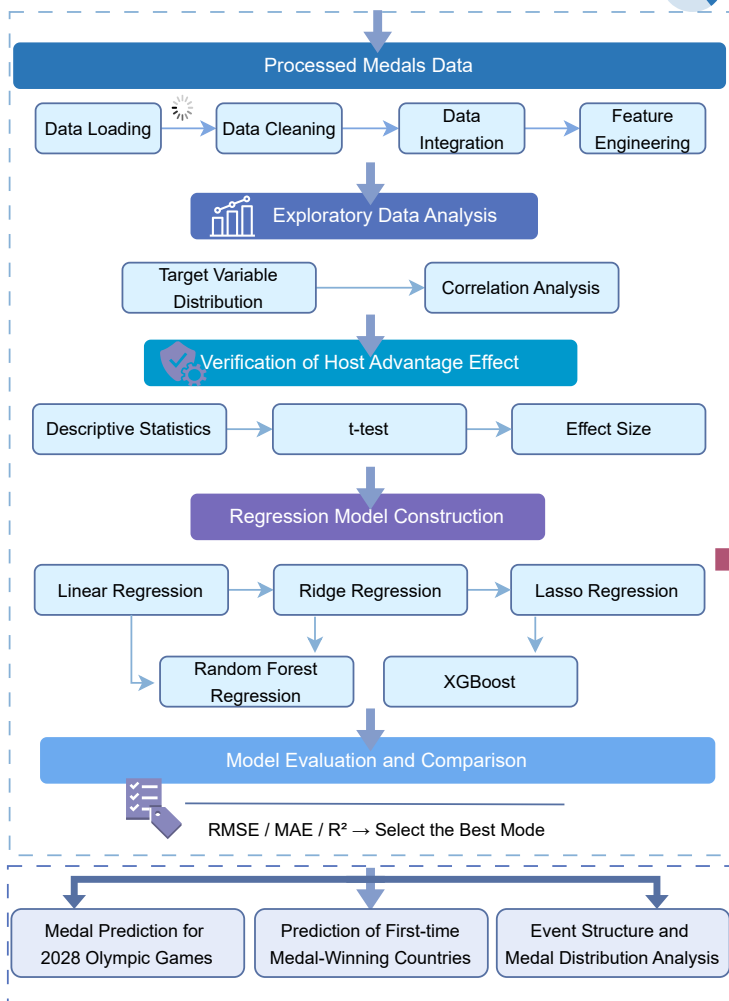 Processed Medals Data
Data Loading
Data Cleaning
Data
Integration
Feature
Engineering
Exploratory Data Analysis
Target Variable
Distribution
Correlation Analysis
Verification of Host Advantage Effect
Descriptive Statistics
t-test
Effect Size
Regression Model Construction
Linear Regression
Ridge Regression
Lasso Regression
Random Forest
Regression
XGBoost
Model Evaluation and Comparison
RMSE / MAE / R² → Select the Best Mode
Medal Prediction for
2028 Olympic Games
Prediction of First-time
Medal-Winning Countries
Event Structure and
Medal Distribution Analysis